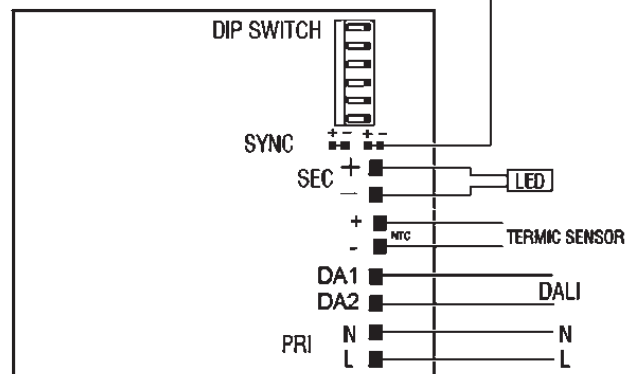 DIP SWITCH
+ - + -
SYNC
SEC + LED
-
+
NTC TERMIC SENSOR
-
DA1
DALI
DA2
N N
PRI
L L